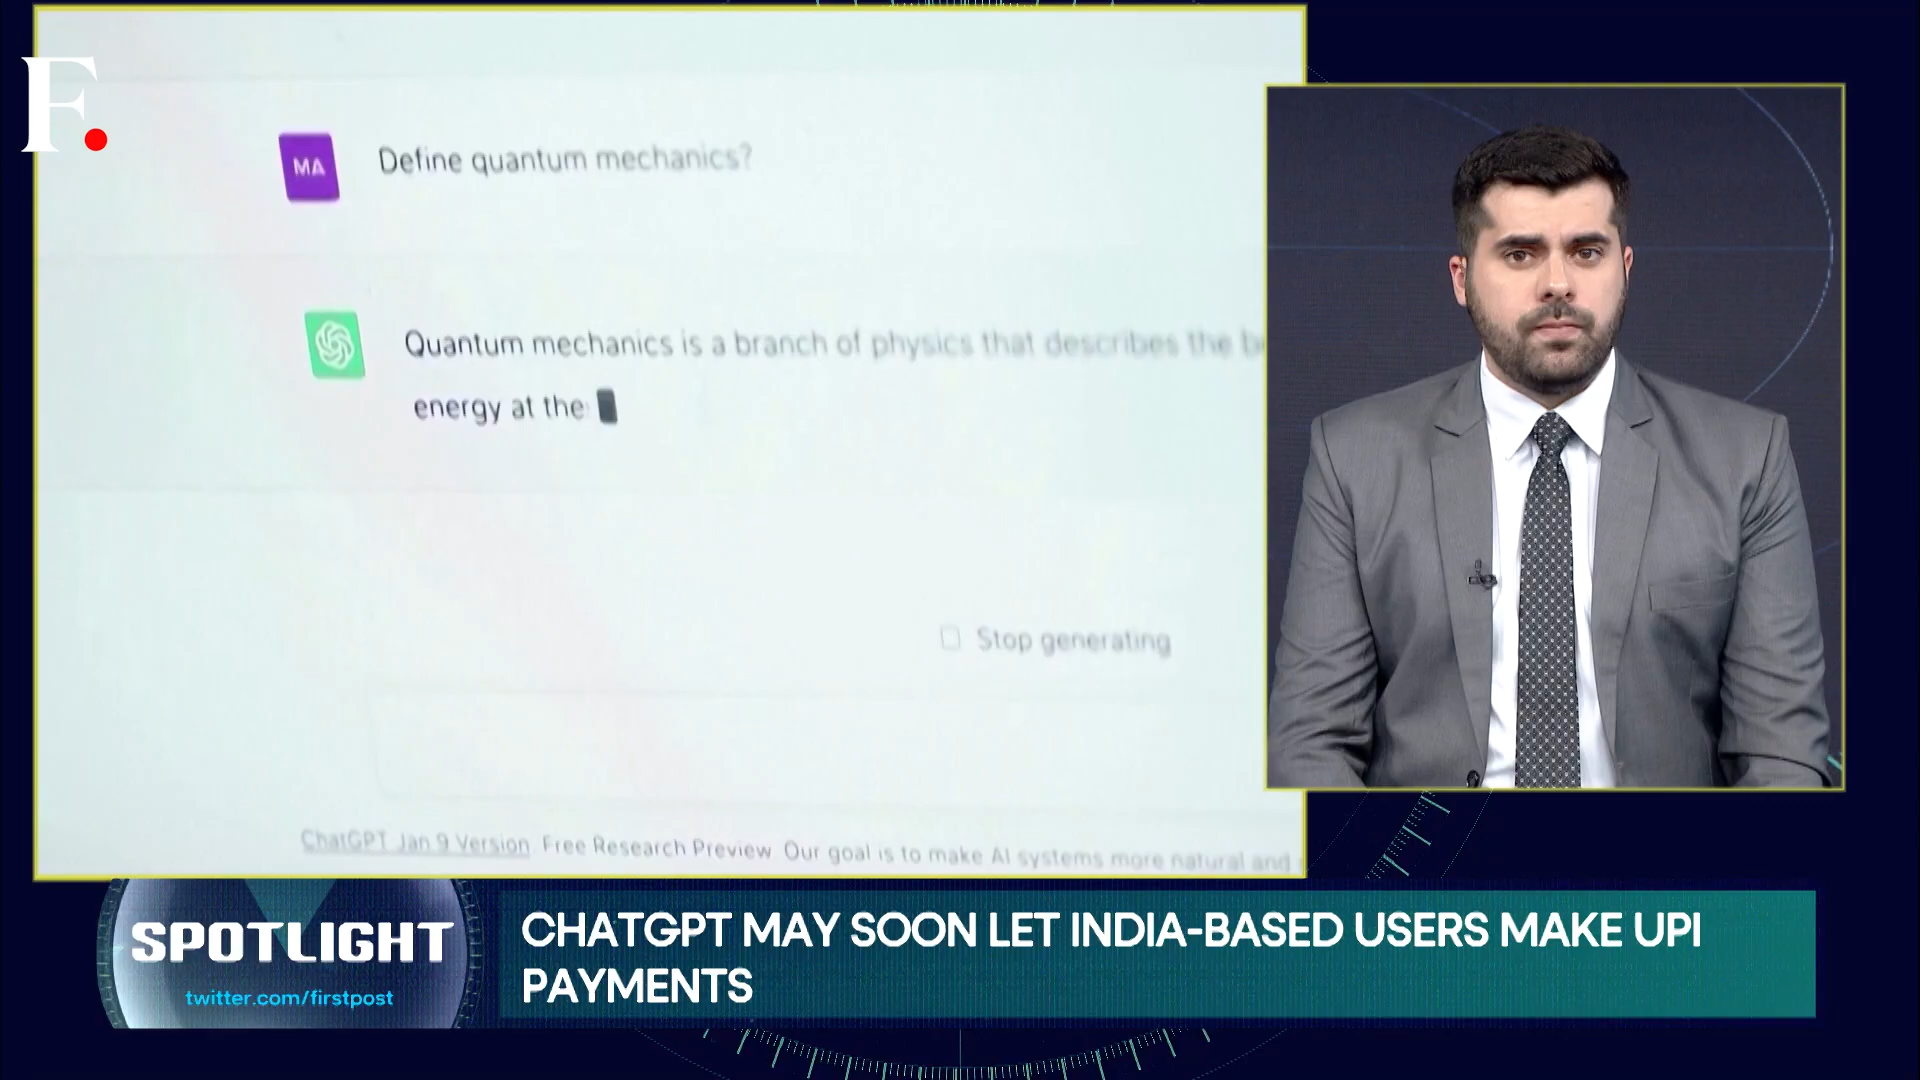 F.
MA
Define quantum mechanics?
Quantum mechanics is a branch of physics that describes the
energy at the
Stop generating
ChatGPT Jan 9 Version. Free Research Preview. Our goal is to make AI systems more natural and
SPOTLIGHT
twitter.com/firstpost
CHATGPT MAY SOON LET INDIA-BASED USERS MAKE UPI
PAYMENTS